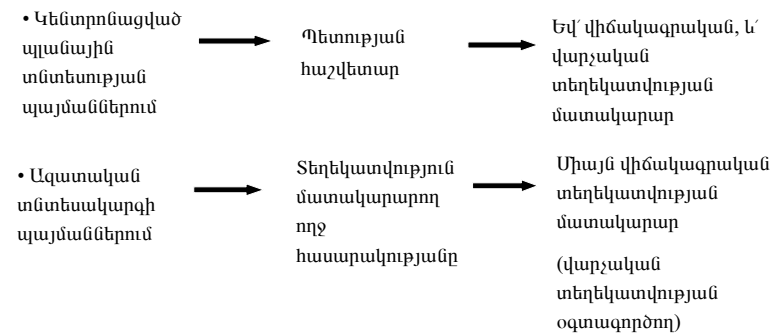 • Կենտրոնացված
պլանային
տնտեսության
պայմաններում
Պետության
հաշվետար
Եվ՛ վիճակագրական, և՛
վարչական
տեղեկատվության
մատակարար
• Ազատական
տնտեսակարգի
պայմաններում
Տեղեկատվություն
մատակարարող
ողջ
հասարակությանը
Միայն վիճակագրական
տեղեկատվության
մատակարար
(վարչական
տեղեկատվության
օգտագործող)